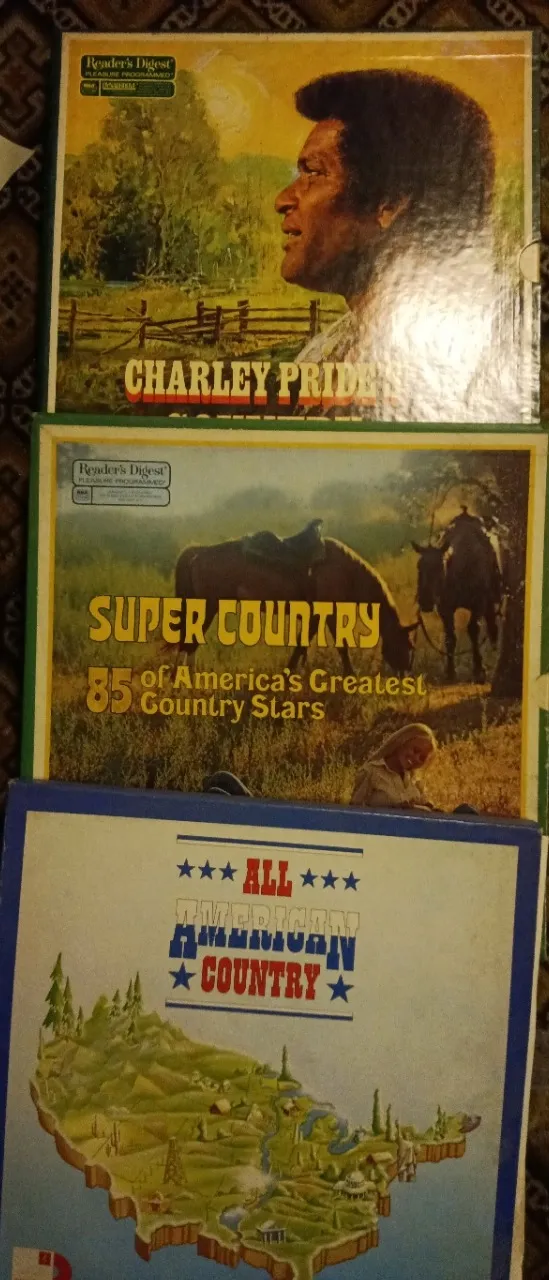 Reader's Digest
PLEASURE PROGRAMMED
CHARLEY PRIDE
Reader's Digest
PLEASURE PROGRAMMED
SUPER COUNTRY
85 of America's Greatest
Country Stars
ALL
AMERICAN
COUNTRY